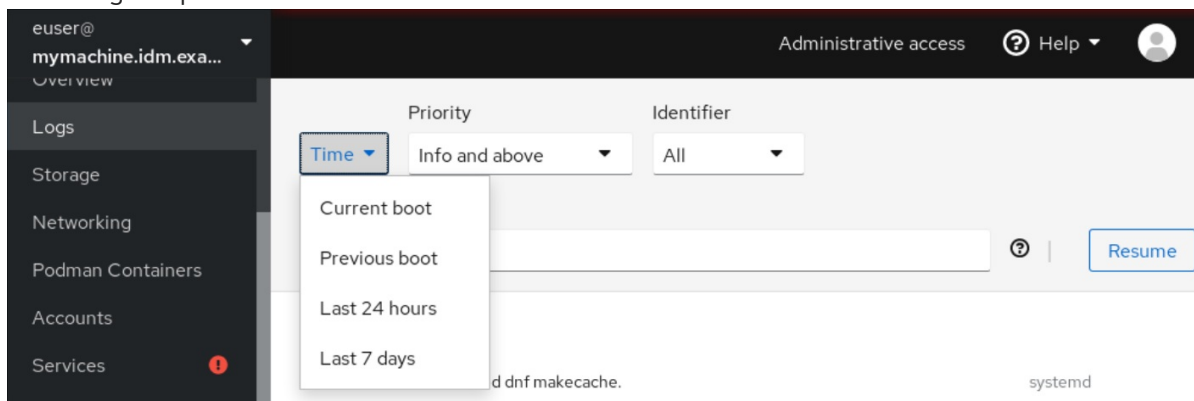 euser@
mymachine.idm.exa...
Administrative access
Help
Overview
Logs
Storage
Networking
Podman Containers
Accounts
Services
Priority
Identifier
Time
Info and above
All
Current boot
Previous boot
Last 24 hours
Last 7 days
Resume
d dnf makecache.
systemd